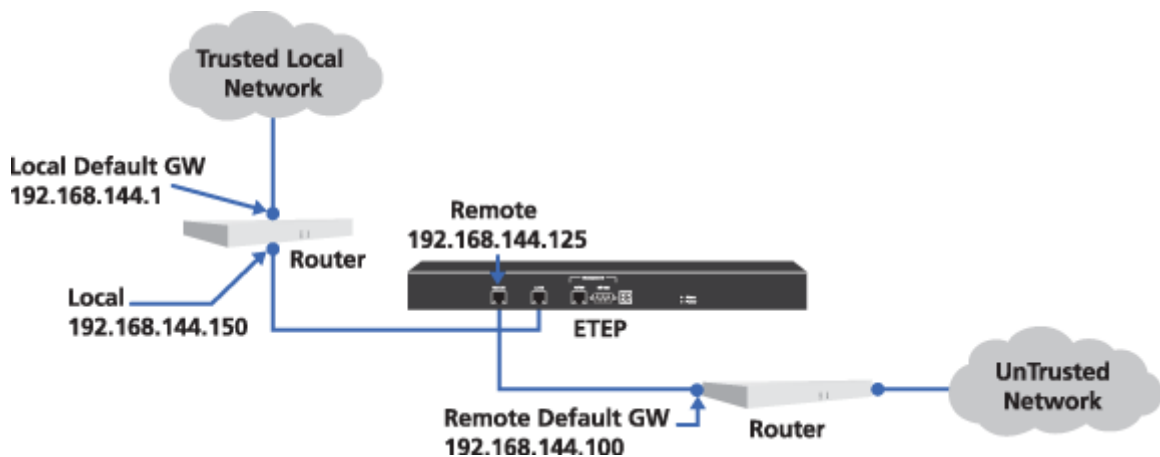 Trusted Local
Network
Local Default GW
192.168.144.1
Router
Local
192.168.144.150
Remote
192.168.144.125
ETEP
Remote Default GW
192.168.144.100
Router
UnTrusted
Network